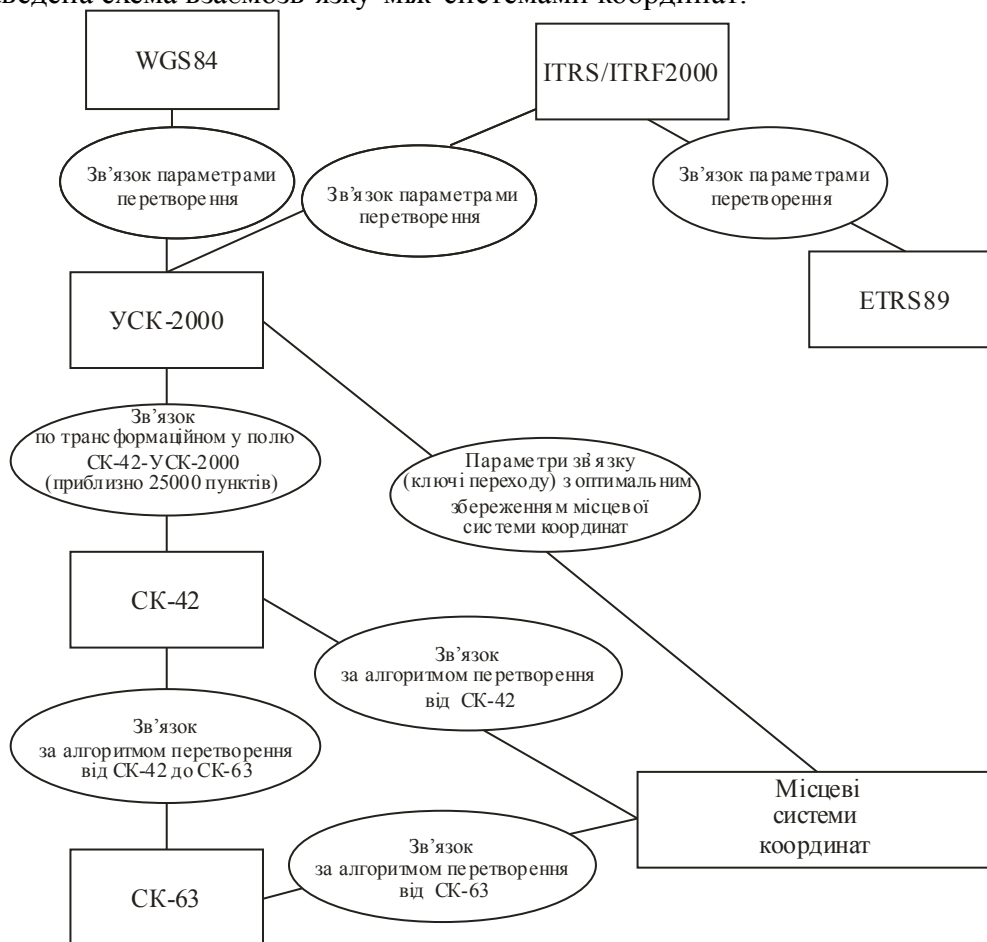 ведена схема взаємозв'язку між системами координат.
WGS84
ITRS/ITRF2000
Зв'язок параметрами
перетворення
Зв'язок параметрами
перетворення
Зв'язок параметрами
перетворення
УСК-2000
ETRS89
Зв'язок
по трансформаційному полю
СК-42-УСК-2000
(приблизно 25000 пунктів)
Параметри зв'язку
(ключі переходу) з оптимальним
збереженням місцевої
системи координат
СК-42
Зв'язок
за алгоритмом перетворення
від СК-42
Зв'язок
за алгоритмом перетворення
від СК-42 до СК-63
Місцеві
системи
координат
Зв'язок
за алгоритмом перетворення
від СК-63
СК-63